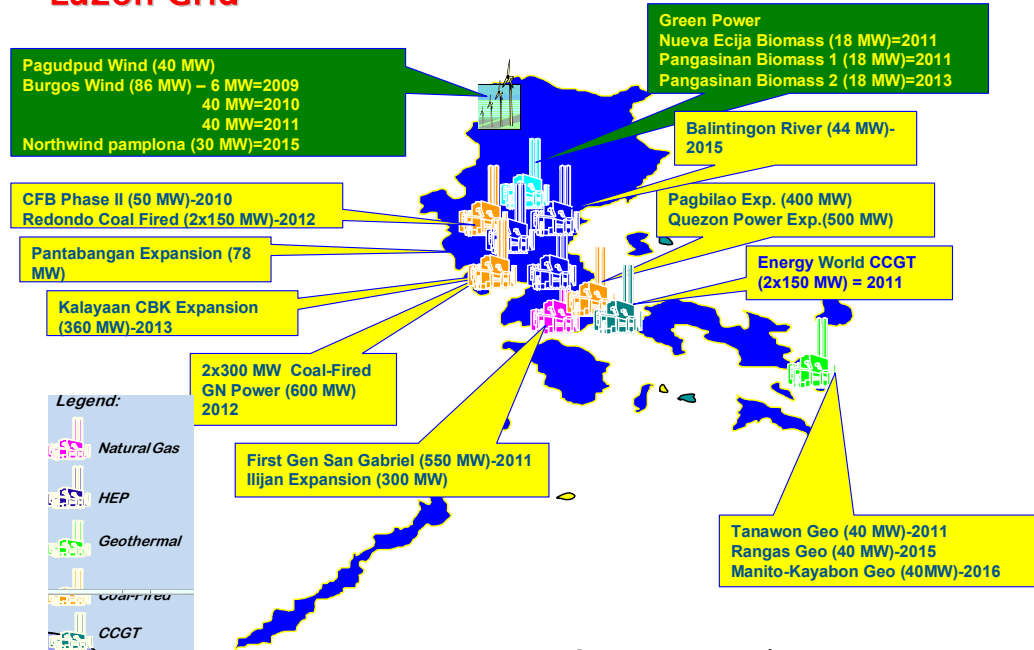 Luzon Grid
Green Power
Nueva Ecija Biomass (18 MW)=2011
Pangasinan Biomass 1 (18 MW)=2011
Pangasinan Biomass 2 (18 MW)=2013
Pagudpud Wind (40 MW)
Burgos Wind (86 MW) – 6 MW=2009
40 MW=2010
40 MW=2011
Northwind pamplona (30 MW)=2015
Balintingon River (44 MW)-
2015
CFB Phase II (50 MW)-2010
Redondo Coal Fired (2x150 MW)-2012
Pagbilao Exp. (400 MW)
Quezon Power Exp.(500 MW)
Pantabangan Expansion (78
MW)
Energy World CCGT
(2x150 MW) = 2011
Kalayaan CBK Expansion
(360 MW)-2013
2x300 MW Coal-Fired
GN Power (600 MW)
2012
First Gen San Gabriel (550 MW)-2011
Ilijan Expansion (300 MW)
Tanawon Geo (40 MW)-2011
Rangas Geo (40 MW)-2015
Manito-Kayabon Geo (40MW)-2016
Legend:
Natural Gas
HEP
Geothermal
Coal-Fired
CCGT